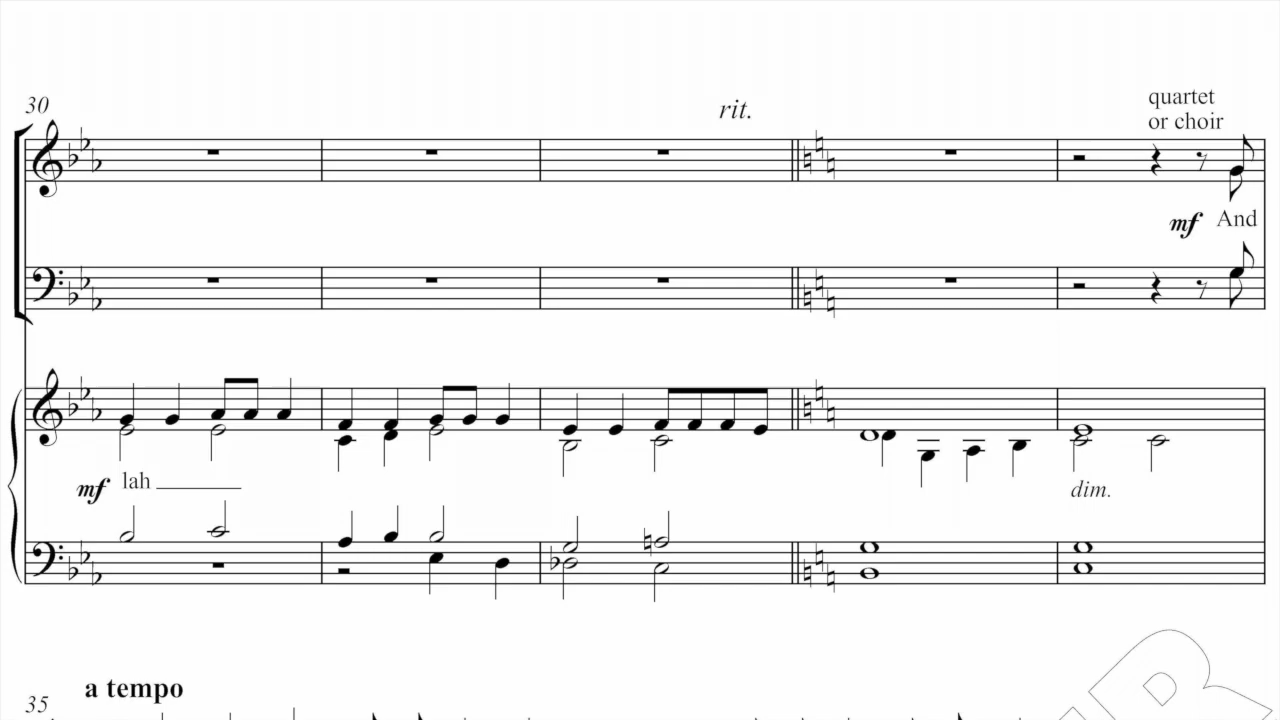 30
rit.
quartet
or choir
mf And
mf lah
dim.
a tempo
35